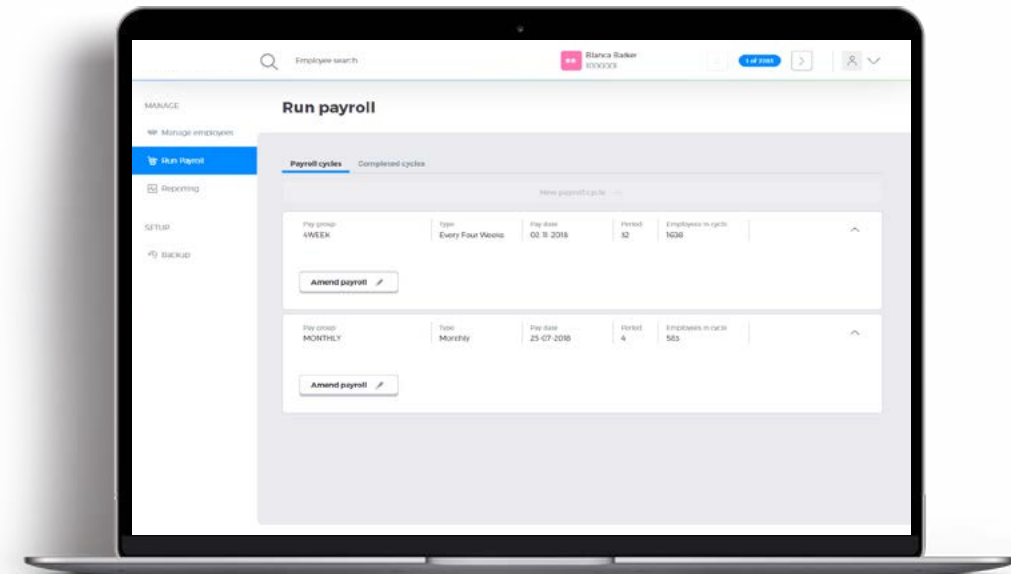 Employee search
Blanca Barker
1 of 2283
MANAGE
Run payroll
Manage employees
Run Payroll
Payroll cycles Completed cycles
Reporting
New payroll cycle
SETUP
Pay group Type Pay date Period Employees in cycle
4WEEK Every Four Weeks 02-11-2018 32 1638
Backup
Amend payroll
Pay group Type Pay date Period Employees in cycle
MONTHLY Monthly 25-07-2018 4
Amend payroll